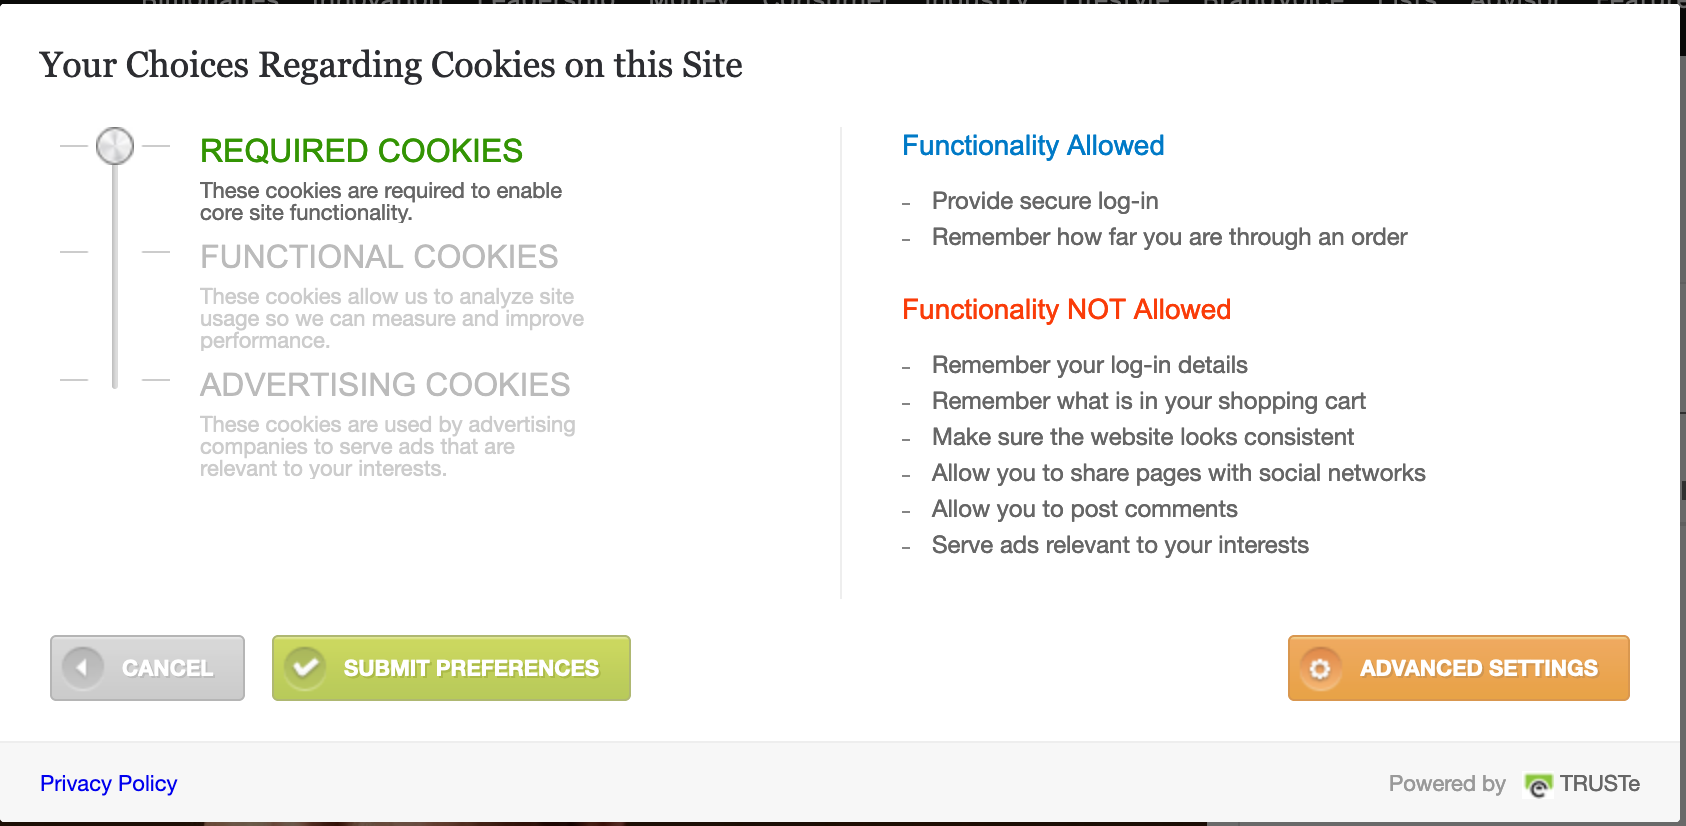 Your Choices Regarding Cookies on this Site
REQUIRED COOKIES
These cookies are required to enable
core site functionality.
FUNCTIONAL COOKIES
These cookies allow us to analyze site
usage so we can measure and improve
performance.
ADVERTISING COOKIES
These cookies are used by advertising
companies to serve ads that are
relevant to your interests.
Functionality Allowed
- Provide secure log-in
- Remember how far you are through an order
Functionality NOT Allowed
- Remember your log-in details
- Remember what is in your shopping cart
- Make sure the website looks consistent
- Allow you to share pages with social networks
- Allow you to post comments
- Serve ads relevant to your interests
CANCEL
SUBMIT PREFERENCES
ADVANCED SETTINGS
Privacy Policy
Powered by TRUSTe